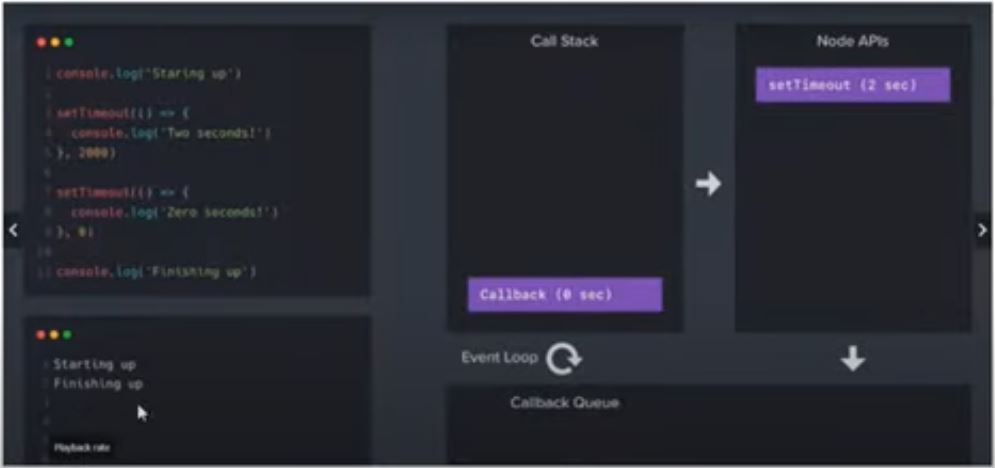 1 console.log('Staring up')
2
3 setTimeout(() => {
4 console.log('Two seconds!')
5 }, 2000)
6
7 setTimeout(() => {
8 console.log('Zero seconds!')
9 }, 0)
10
11 console.log('Finishing up')
1 Starting up
2 Finishing up
Playback rate
Call Stack
Callback (0 sec)
Node APIs
setTimeout (2 sec)
Event Loop
Callback Queue